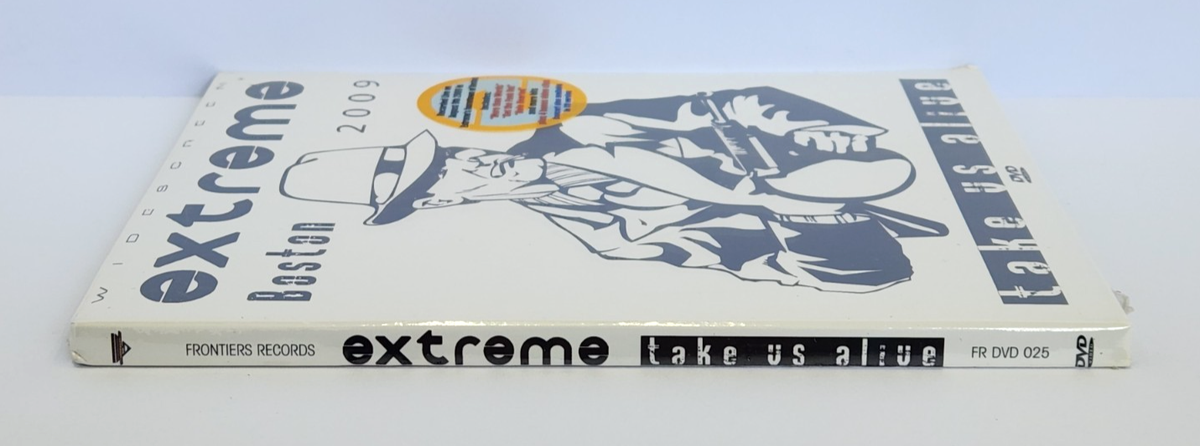 WIDESCREEN
extreme
Boston
2009
take us alive
DVD
FRONTIERS RECORDS
extreme
take us alive
FR DVD 025
DVD